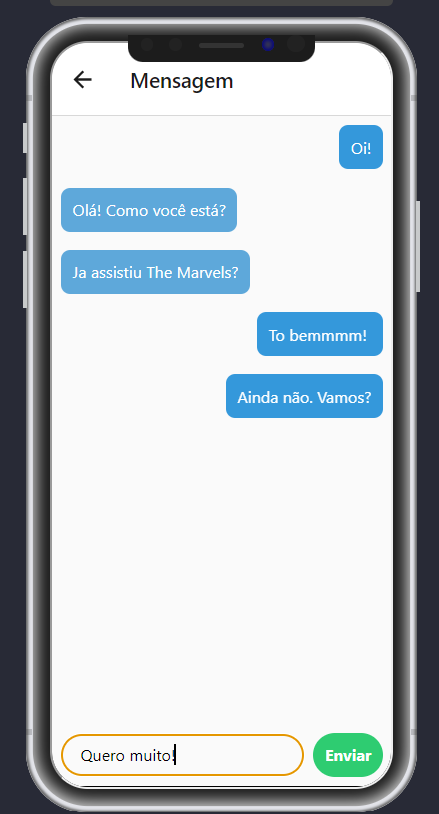 Mensagem
Oi!
Olá! Como você está?
Ja assistiu The Marvels?
To bemmmm!
Ainda não. Vamos?
Quero muito!
Enviar